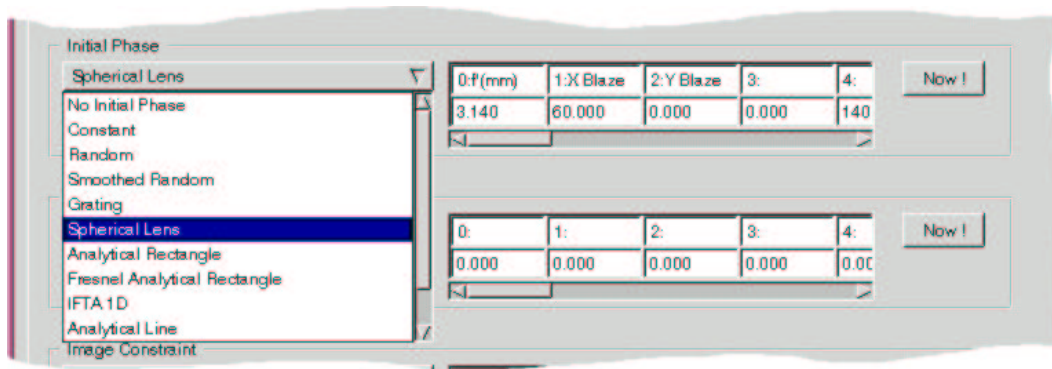 Initial Phase
Spherical Lens
0:f'(mm) 1:X Blaze 2:Y Blaze 3: 4:
Now !
3.140 60.000 0.000 0.000 140
No Initial Phase
Constant
Random
Smoothed Random
Grating
Spherical Lens
Analytical Rectangle
Fresnel Analytical Rectangle
IFTA 1D
Analytical Line
0: 1: 2: 3: 4:
Now !
0.000 0.000 0.000 0.000 0.00
Image Constraint